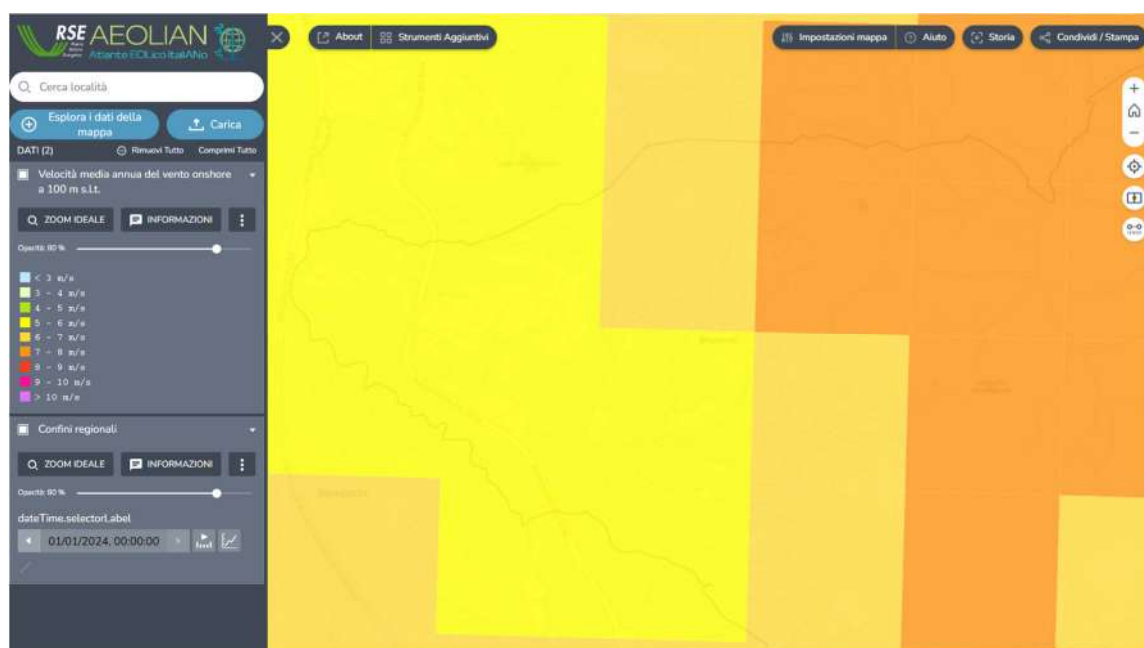 RSE AEOLIAN
Atlante EOLico ItaliANo
Cerca località
Esplora i dati della
mappa
Carica
DATI (2)
Rimuovi Tutto
Comprimi Tutto
Velocità media annua del vento onshore
a 100 m s.l.t.
ZOOM IDEALE
INFORMAZIONI
Opacità: 80 %
< 3 m/s
3 - 4 m/s
4 - 5 m/s
5 - 6 m/s
6 - 7 m/s
7 - 8 m/s
8 - 9 m/s
9 - 10 m/s
> 10 m/s
Confini regionali
ZOOM IDEALE
INFORMAZIONI
Opacità: 80 %
dateTime.selectorLabel
01/01/2024, 00:00:00
About
Strumenti Aggiuntivi
Impostazioni mappa
Aiuto
Storia
Condividi / Stampa